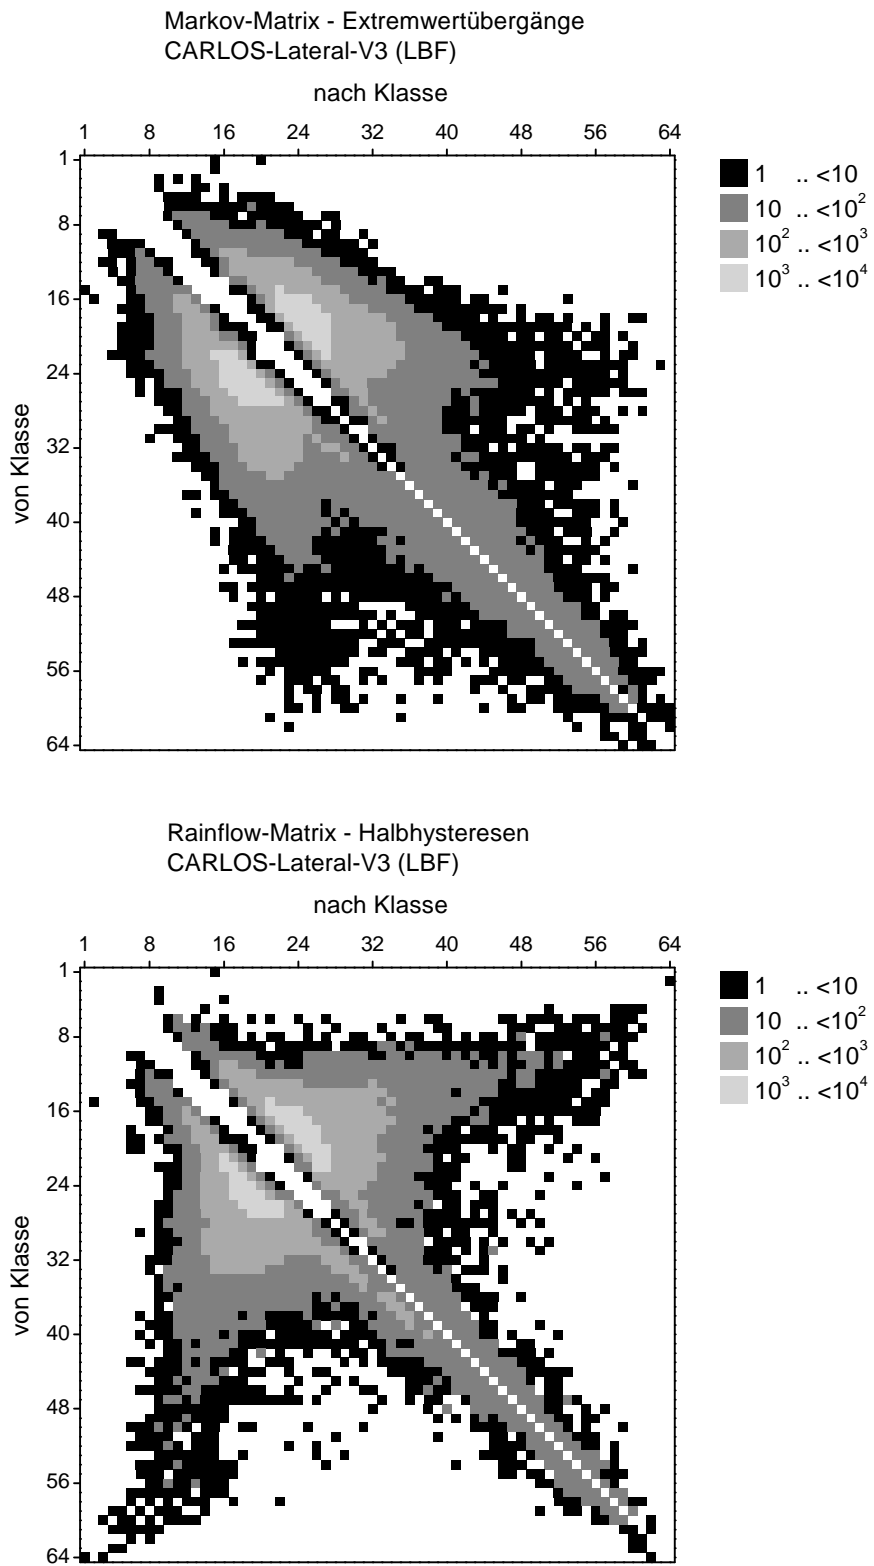 Markov-Matrix - Extremwertübergänge
CARLOS-Lateral-V3 (LBF)
nach Klasse
1 8 16 24 32 40 48 56 64
von Klasse
1
8
16
24
32
40
48
56
64
1 .. <10
10 .. <10²
10² .. <10³
10³ .. <10⁴
Rainflow-Matrix - Halbhysteresen
CARLOS-Lateral-V3 (LBF)
nach Klasse
1 8 16 24 32 40 48 56 64
von Klasse
1
8
16
24
32
40
48
56
64
1 .. <10
10 .. <10²
10² .. <10³
10³ .. <10⁴